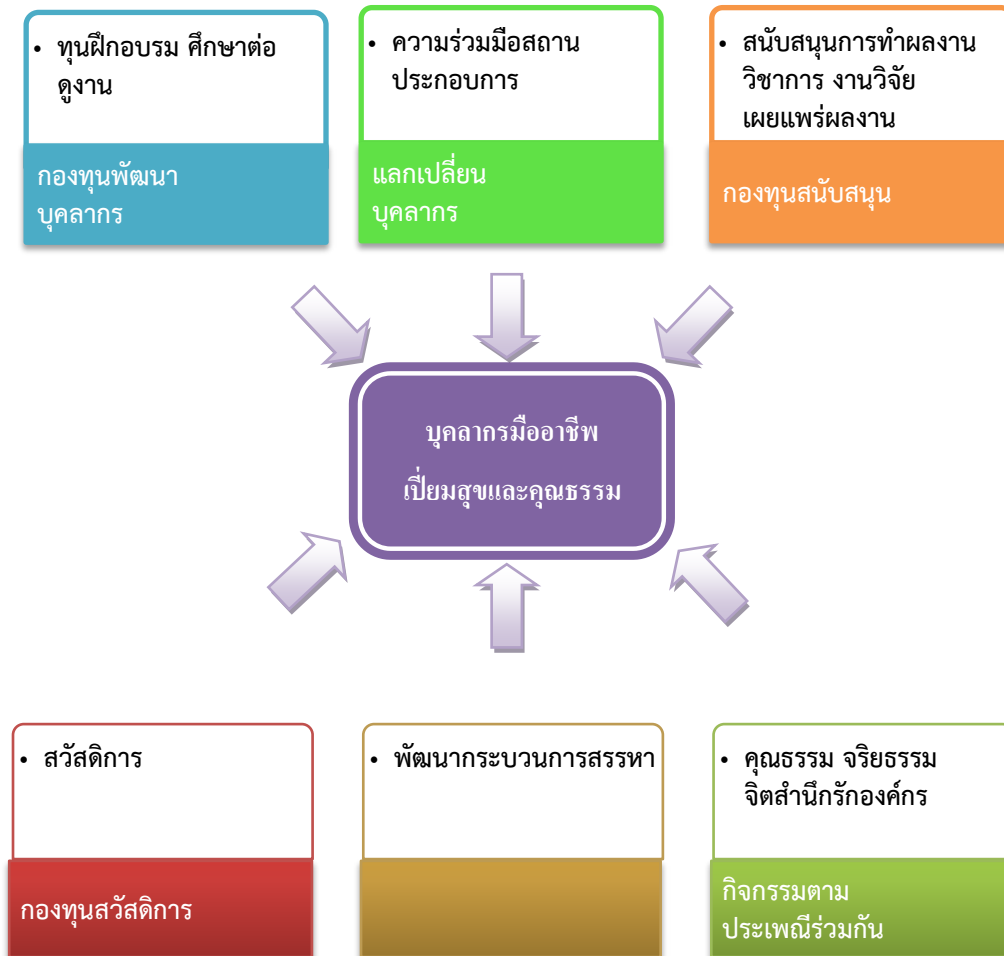 • ทุนฝึกอบรม ศึกษาต่อ
ดูงาน
กองทุนพัฒนา
บุคลากร
• ความร่วมมือสถาน
ประกอบการ
แลกเปลี่ยน
บุคลากร
• สนับสนุนการทำผลงาน
วิชาการ งานวิจัย
เผยแพร่ผลงาน
กองทุนสนับสนุน
บุคลากรมืออาชีพ
เปี่ยมสุขและคุณธรรม
• สวัสดิการ
กองทุนสวัสดิการ
• พัฒนากระบวนการสรรหา
• คุณธรรม จริยธรรม
จิตสำนึกรักองค์กร
กิจกรรมตาม
ประเพณีร่วมกัน